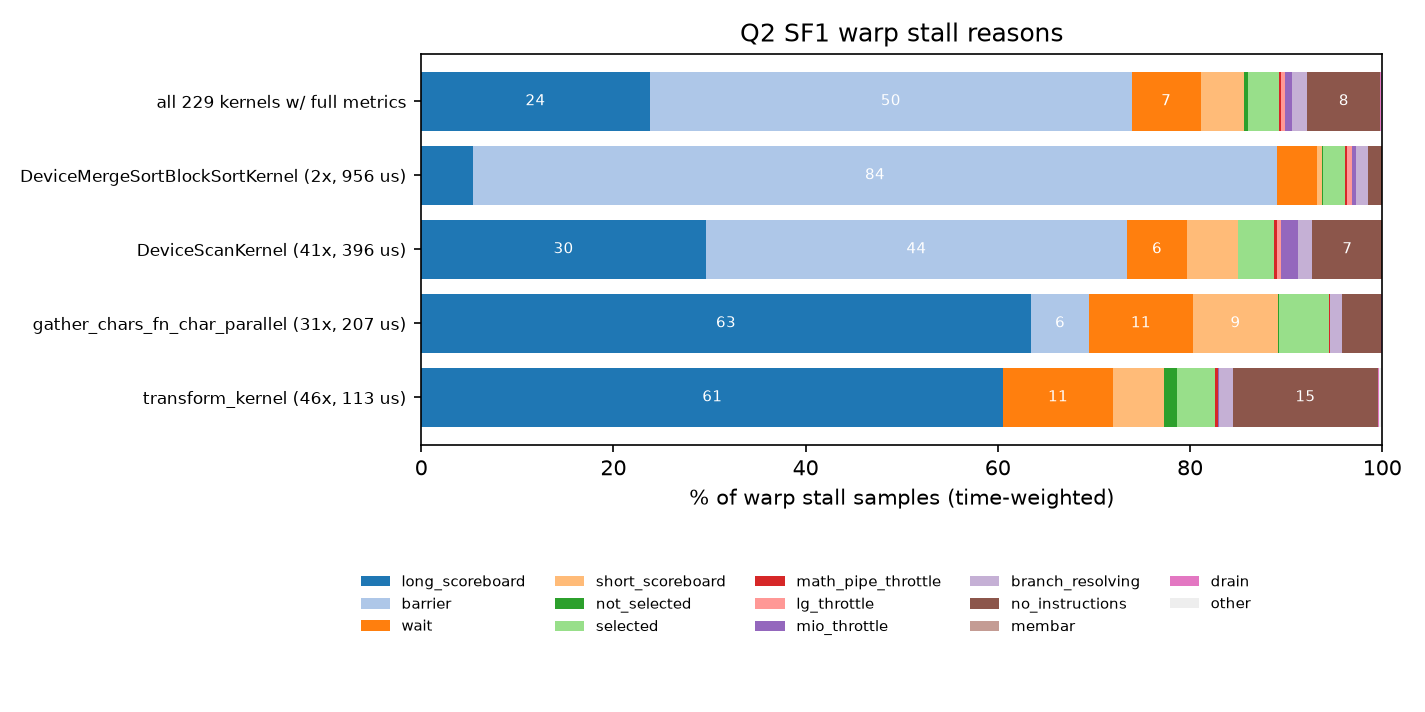 Q2 SF1 warp stall reasons
all 229 kernels w/ full metrics
24 50 7 8
DeviceMergeSortBlockSortKernel (2x, 956 us)
84
DeviceScanKernel (41x, 396 us)
30 44 6 7
gather_chars_fn_char_parallel (31x, 207 us)
63 6 11 9
transform_kernel (46x, 113 us)
61 11 15
0 20 40 60 80 100
% of warp stall samples (time-weighted)
long_scoreboard short_scoreboard math_pipe_throttle branch_resolving drain
barrier not_selected lg_throttle no_instructions other
wait selected mio_throttle membar